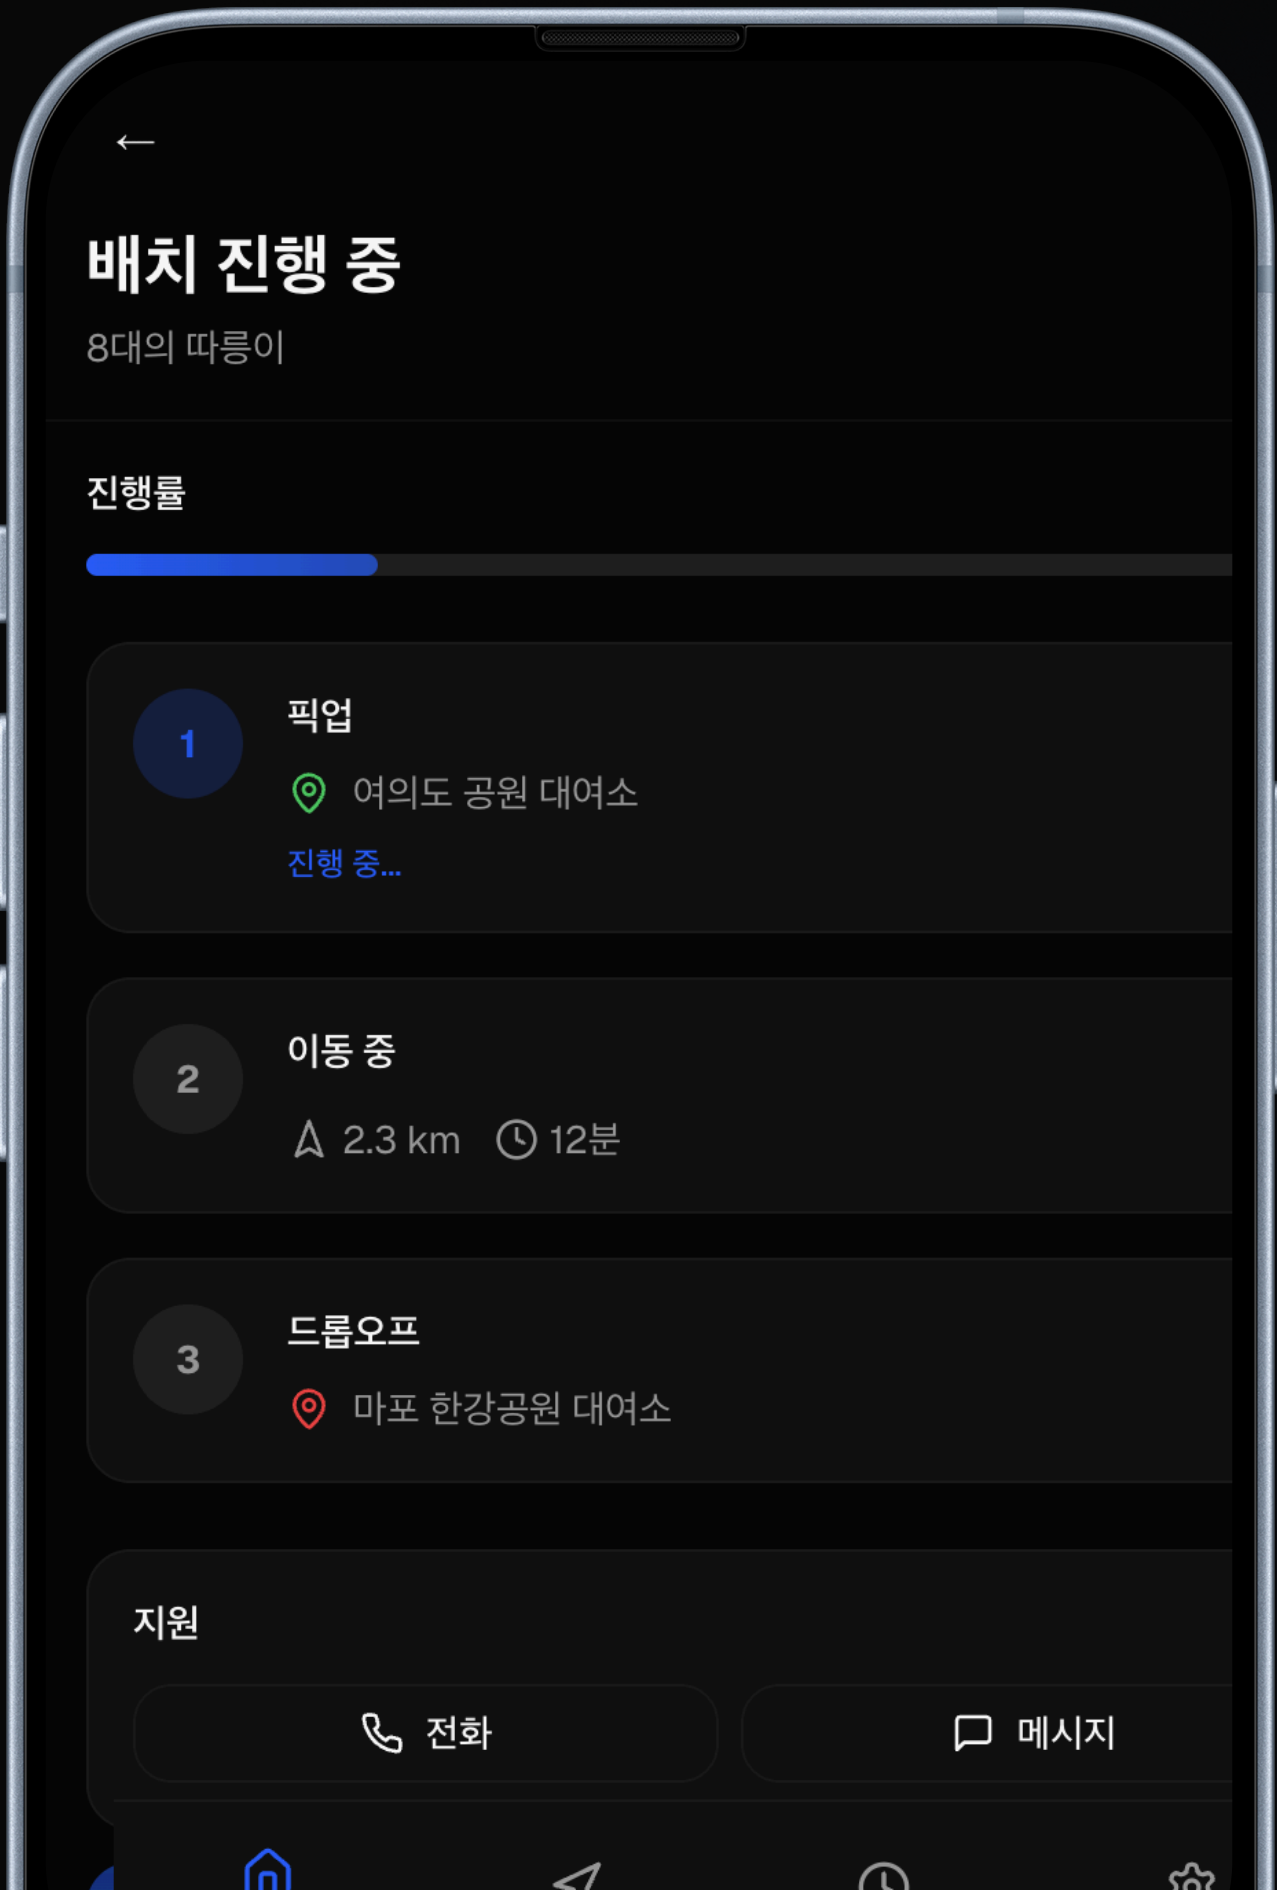 배치 진행 중
8대의 따릉이
진행률
1
픽업
여의도 공원 대여소
진행 중...
2
이동 중
2.3 km 12분
3
드롭오프
마포 한강공원 대여소
지원
전화 메시지